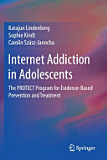 Katajun Lindenberg
Sophie Kindt
Carolin Szász-Janocha
Internet Addiction
in Adolescents
The PROTECT Program for Evidence-Based
Prevention and Treatment
Springer